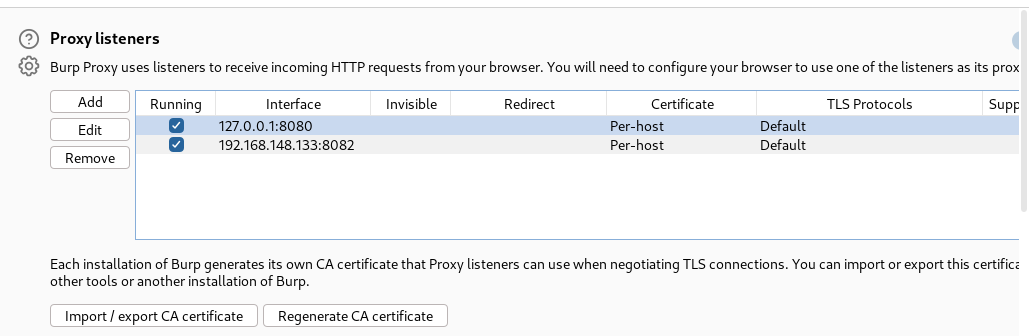 Proxy listeners
Burp Proxy uses listeners to receive incoming HTTP requests from your browser. You will need to configure your browser to use one of the listeners as its
Add
Edit
Remove
Running Interface Invisible Redirect Certificate TLS Protocols
127.0.0.1:8080 Per-host Default
192.168.148.133:8082 Per-host Default
Each installation of Burp generates its own CA certificate that Proxy listeners can use when negotiating TLS connections. You can import or export this
other tools or another installation of Burp.
Import / export CA certificate Regenerate CA certificate